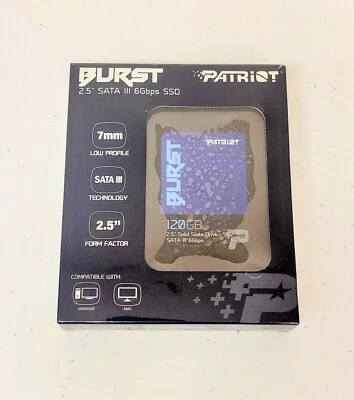 BURST
PATRIOT
2.5" SATA III 6Gbps SSD
7mm
LOW PROFILE
SATA III
TECHNOLOGY
2.5"
FORM FACTOR
COMPATIBLE WITH:
WINDOWS
MAC
PATRIOT
BURST
120GB
2.5" Solid State Drive
SATA III 6Gbps